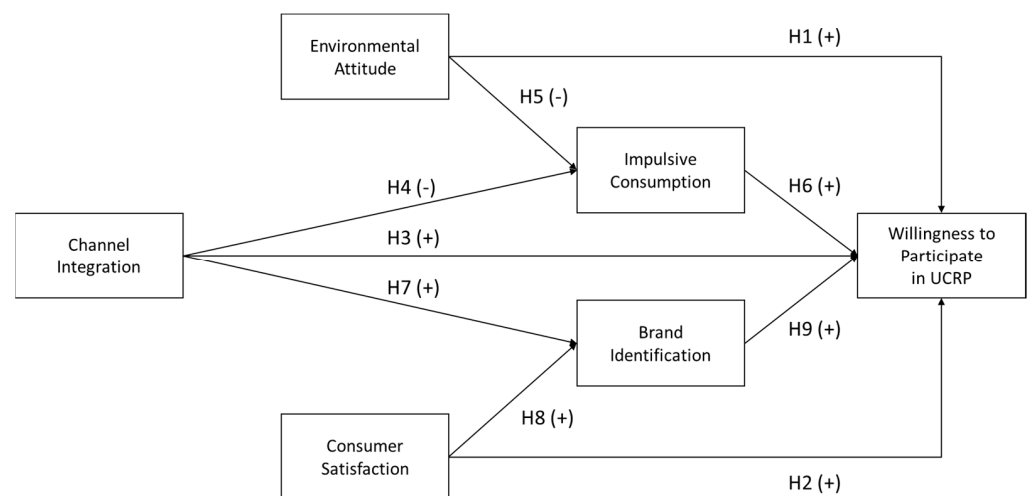 Environmental
Attitude
H1 (+)
H5 (-)
Impulsive
Consumption
H4 (-)
H6 (+)
Channel
Integration
H3 (+)
Willingness to
Participate
in UCRP
H7 (+)
Brand
Identification
H9 (+)
H8 (+)
Consumer
Satisfaction
H2 (+)